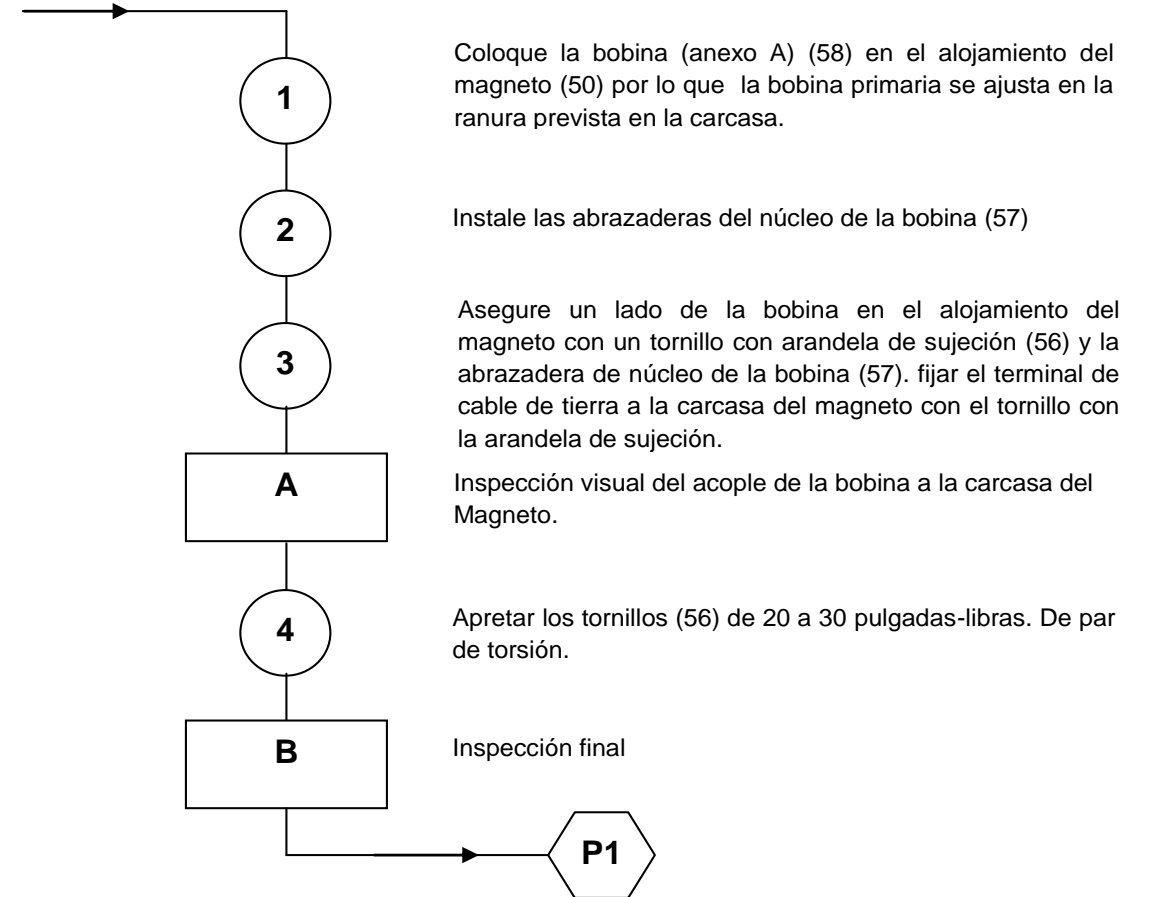 1
Coloque la bobina (anexo A) (58) en el alojamiento del
magneto (50) por lo que la bobina primaria se ajusta en la
ranura prevista en la carcasa.
2
Instale las abrazaderas del núcleo de la bobina (57)
3
Asegure un lado de la bobina en el alojamiento del
magneto con un tornillo con arandela de sujeción (56) y la
abrazadera de núcleo de la bobina (57). fijar el terminal de
cable de tierra a la carcasa del magneto con el tornillo con
la arandela de sujeción.
A
Inspección visual del acople de la bobina a la carcasa del
Magneto.
4
Apretar los tornillos (56) de 20 a 30 pulgadas-libras. De par
de torsión.
B
Inspección final
P1